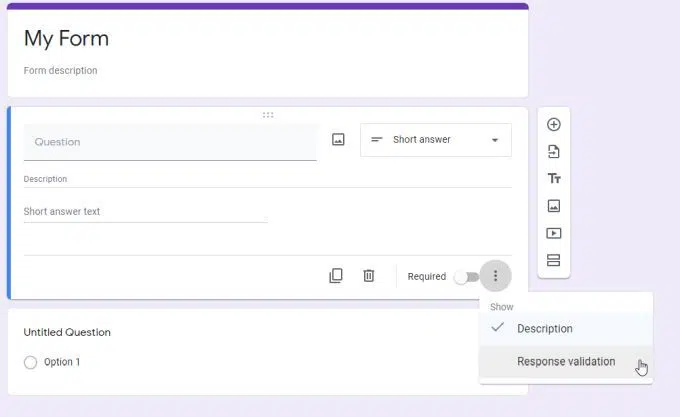 My Form
Form description
Question
Short answer
Description
Short answer text
Required
Show
Description
Response validation
Untitled Question
Option 1